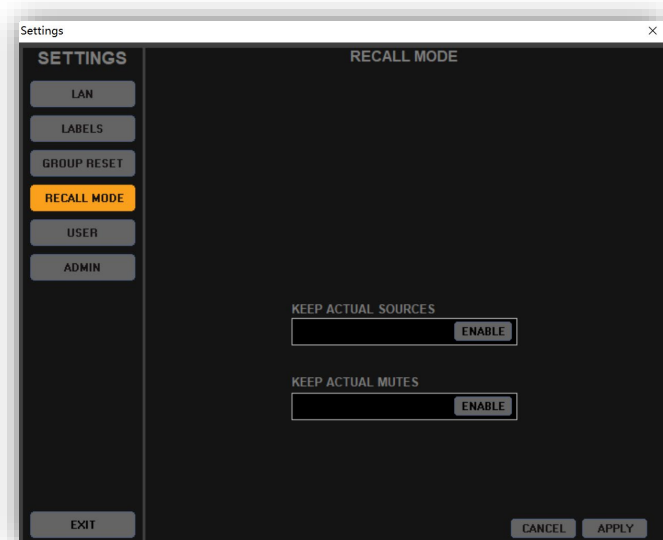 Settings
SETTINGS
LAN
LABELS
GROUP RESET
RECALL MODE
USER
ADMIN
EXIT
RECALL MODE
KEEP ACTUAL SOURCES
ENABLE
KEEP ACTUAL MUTES
ENABLE
CANCEL APPLY